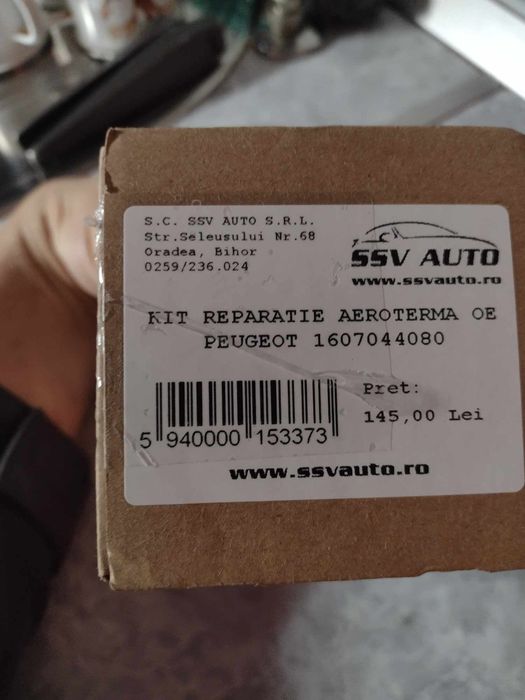 S.C. SSV AUTO S.R.L.
Str.Seleusului Nr.68
Oradea, Bihor
0259/236.024
SSV AUTO
www.ssvauto.ro
KIT REPARATIE AEROTERMA OE
PEUGEOT 1607044080
Pret:
145,00 Lei
5 940000 153373
www.ssvauto.ro